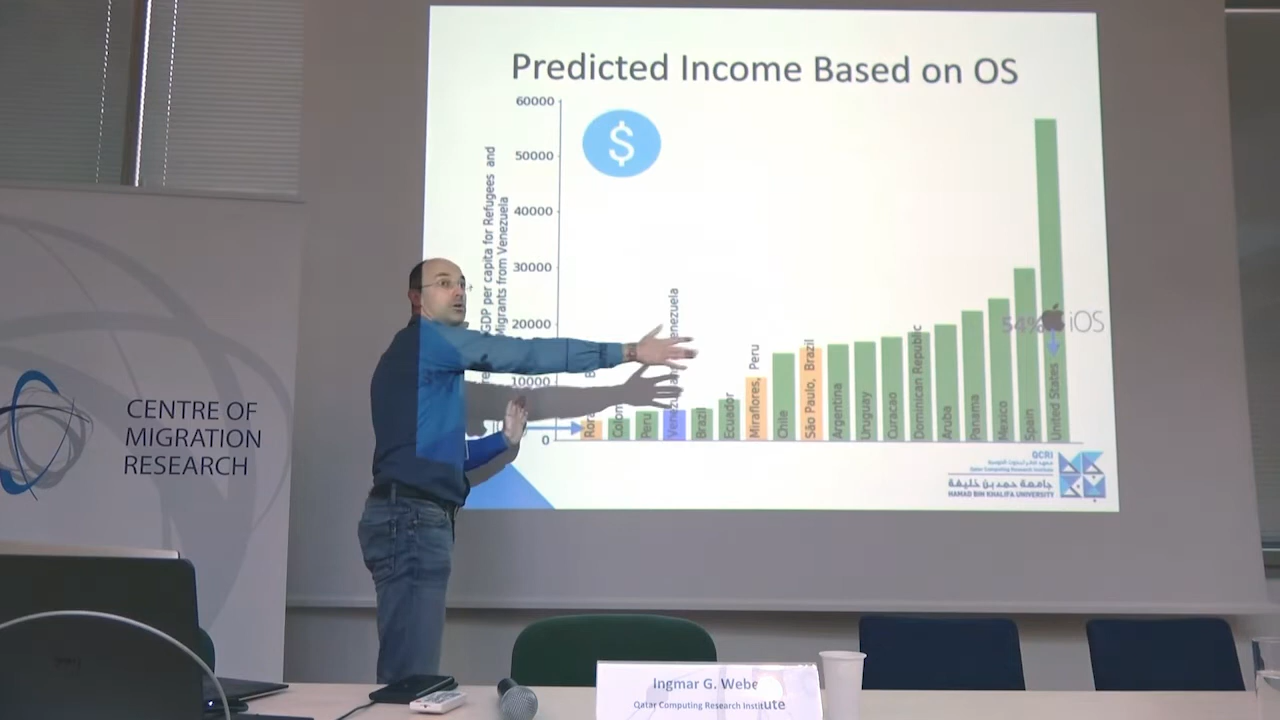 Predicted Income Based on OS
60000
50000
40000
30000
20000
10000
0
GDP per capita for Refugees and
Migrants from Venezuela
Peru
Brazil
Ecuador
Miraflores, Peru
Chile
São Paulo, Brazil
Argentina
Uruguay
Curacao
Dominican Republic
Aruba
Panama
Mexico
Spain
United States
$
54%
iOS
QCRI
Qatar Computing Research Institute
جامعة حمد بن خليفة
HAMAD BIN KHALIFA UNIVERSITY
CENTRE OF
MIGRATION
RESEARCH
Ingmar G. Webe
Qatar Computing Research Institute